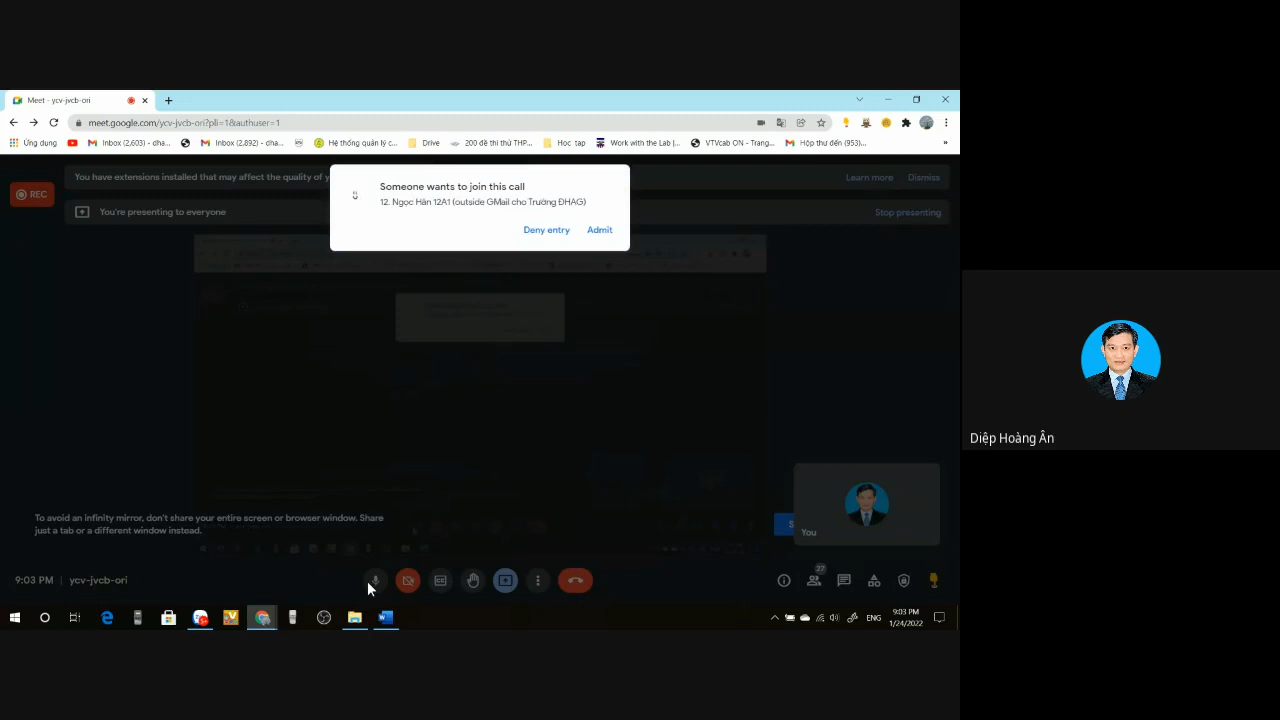 Meet - ycv-jvcb-ori
meet.google.com/ycv-jvcb-ori?pli=1&authuser=1
Ứng dụng
Inbox (2,603) - dha...
Inbox (2,892) - dha...
Hệ thống quản lý c...
Drive
200 đề thi thử THP...
Hoc tap
Work with the Lab |...
VTVcab ON - Trang...
Hộp thư đến (953)...
»
You have extensions installed that may affect the quality of y
Learn more
Dismiss
REC
Someone wants to join this call
12. Ngọc Hân 12A1 (outside GMail cho Trường ĐHAG)
Deny entry
Admit
You're presenting to everyone
Stop presenting
To avoid an infinity mirror, don't share your entire screen or browser window. Share
just a tab or a different window instead.
S
You
Diệp Hoàng Ân
9:03 PM | ycv-jvcb-ori
27
ENG
9:03 PM
1/24/2022